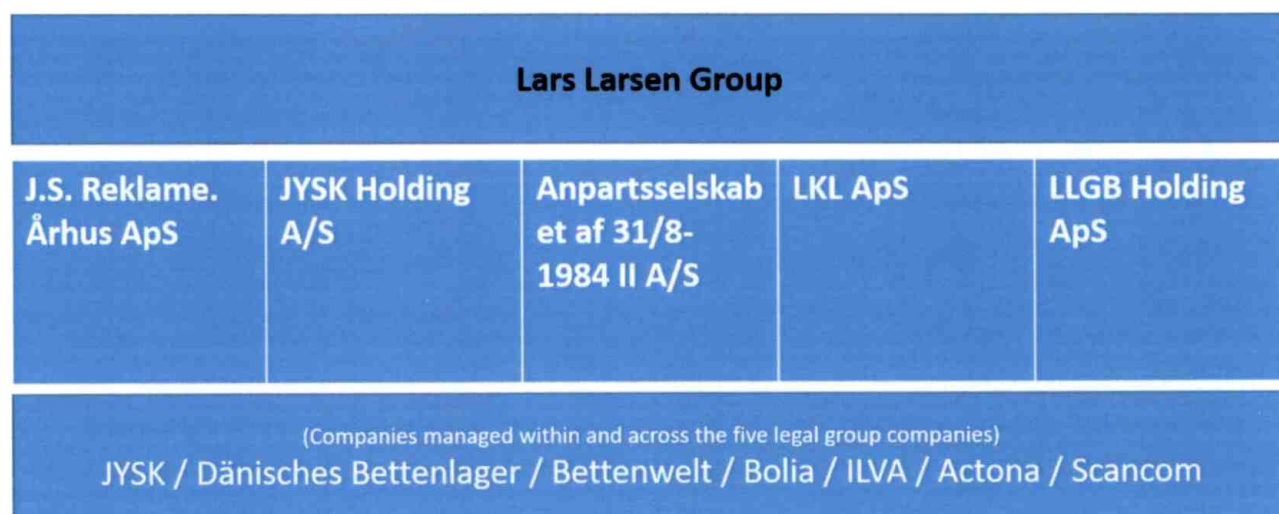 Lars Larsen Group
J.S. Reklame.
Århus ApS
JYSK Holding
A/S
Anpartsselskab
et af 31/8-
1984 II A/S
LKL ApS
LLGB Holding
ApS
(Companies managed within and across the five legal group companies)
JYSK / Dänisches Bettenlager / Bettenwelt / Bolia / ILVA / Actona / Scancom